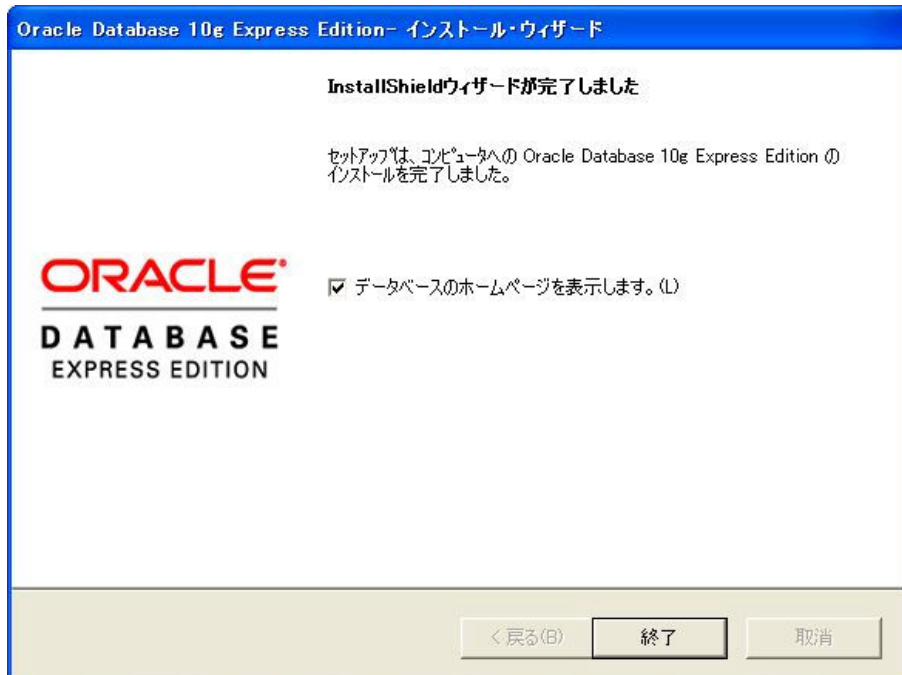 Oracle Database 10g Express Edition- インストール・ウィザード
InstallShieldウィザードが完了しました
セットアップは、コンピュータへの Oracle Database 10g Express Edition の
インストールを完了しました。
ORACLE®
DATABASE
EXPRESS EDITION
データベースのホームページを表示します。(L)
< 戻る(B)
終了
取消